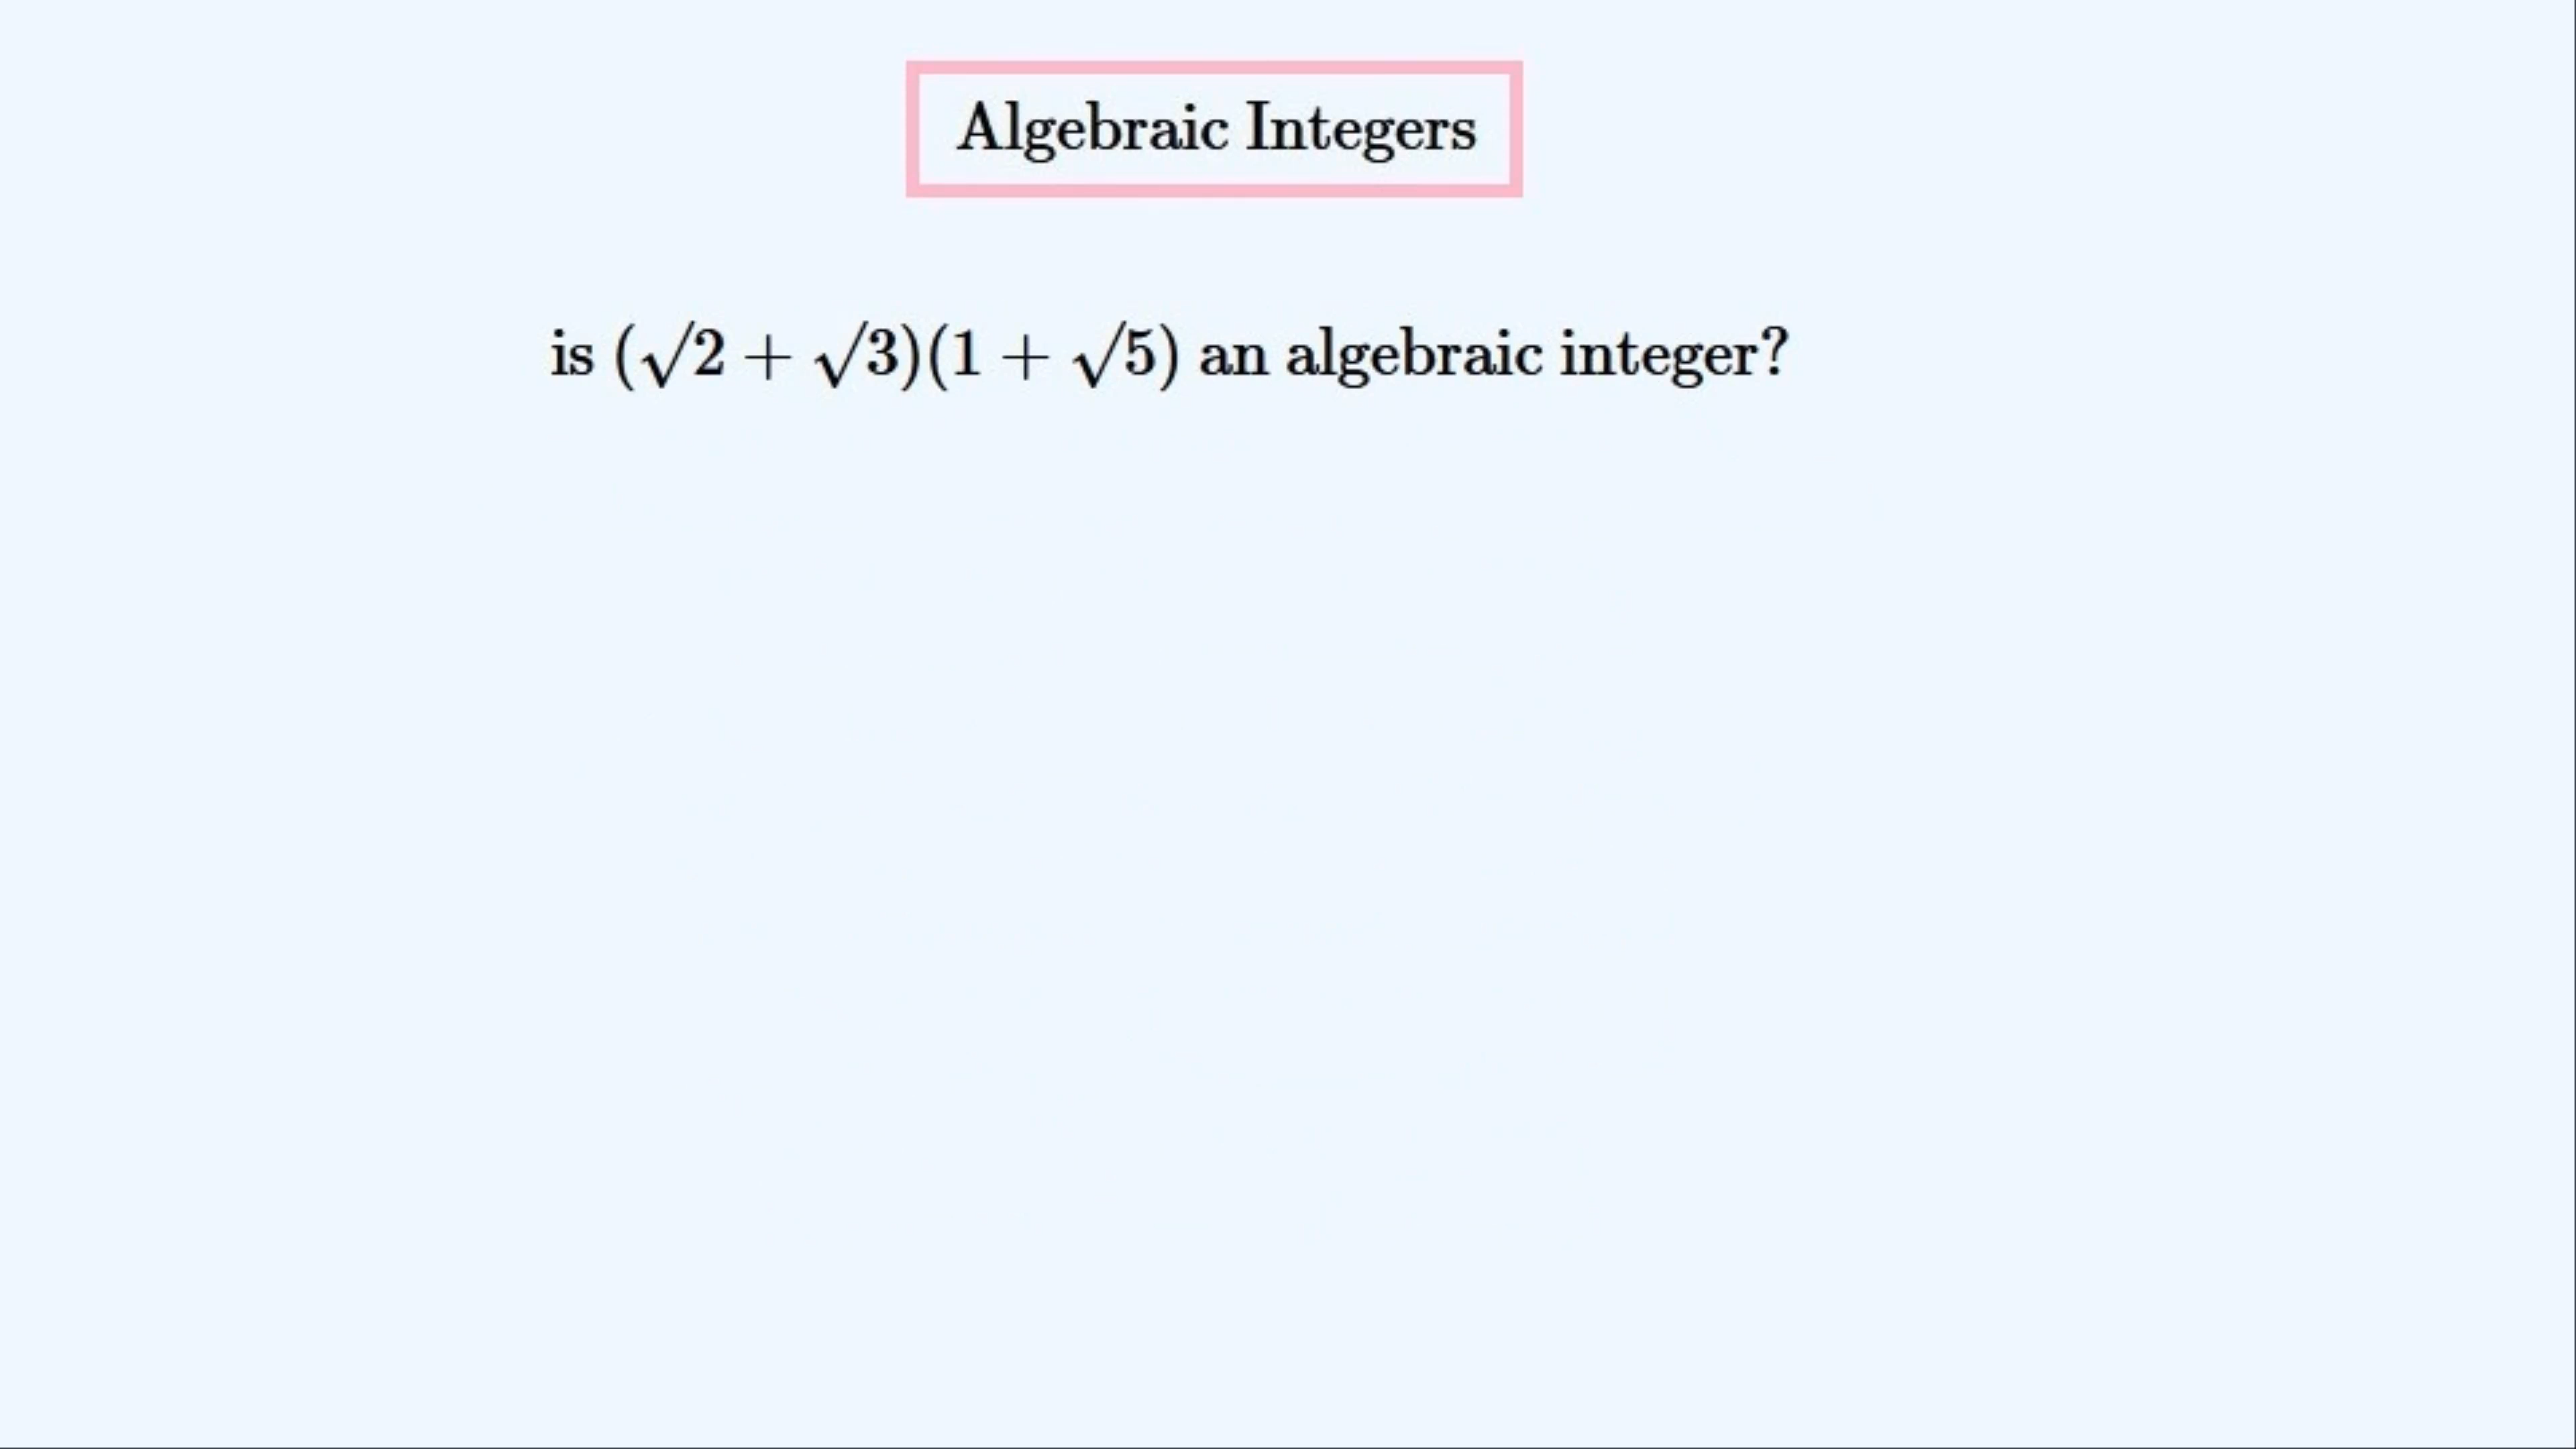 Algebraic Integers
is (√2 + √3)(1 + √5) an algebraic integer?